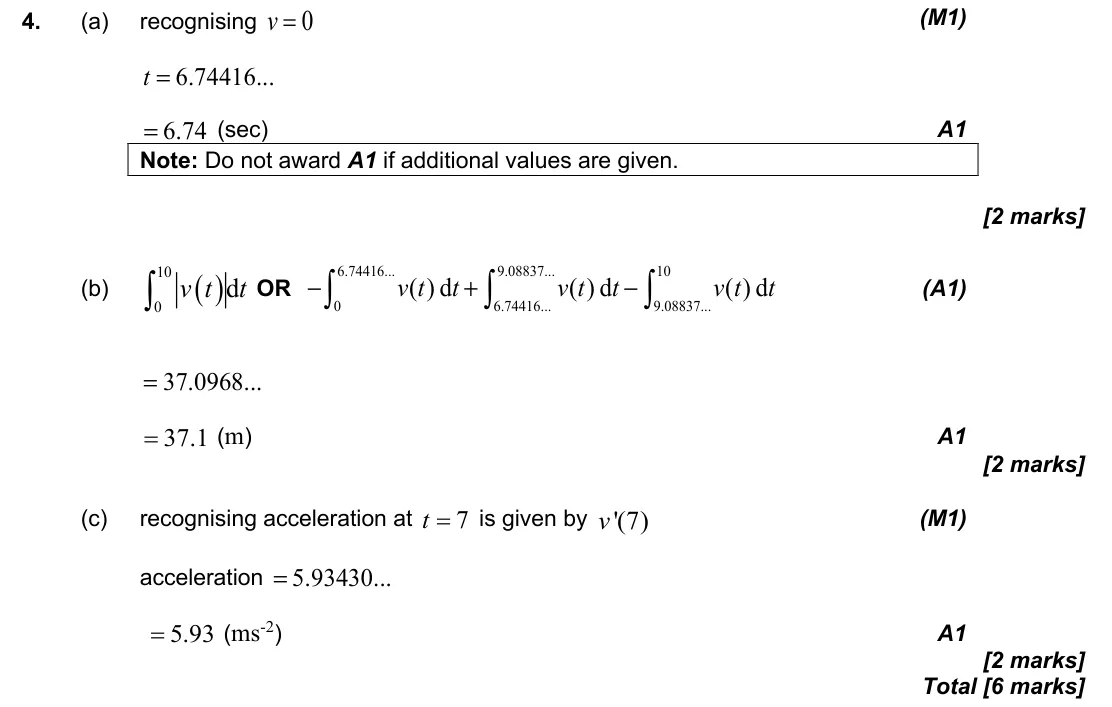 4. (a) recognising v = 0 (M1)
t = 6.74416...
= 6.74 (sec) A1
Note: Do not award A1 if additional values are given.
[2 marks]
(b) ∫₀¹⁰ |v(t)| dt OR −∫₀^6.74416... v(t) dt + ∫_6.74416...^9.08837... v(t) dt − ∫_9.08837...^10 v(t) dt (A1)
= 37.0968...
= 37.1 (m) A1
[2 marks]
(c) recognising acceleration at t = 7 is given by v'(7) (M1)
acceleration = 5.93430...
= 5.93 (ms⁻²) A1
[2 marks]
Total [6 marks]